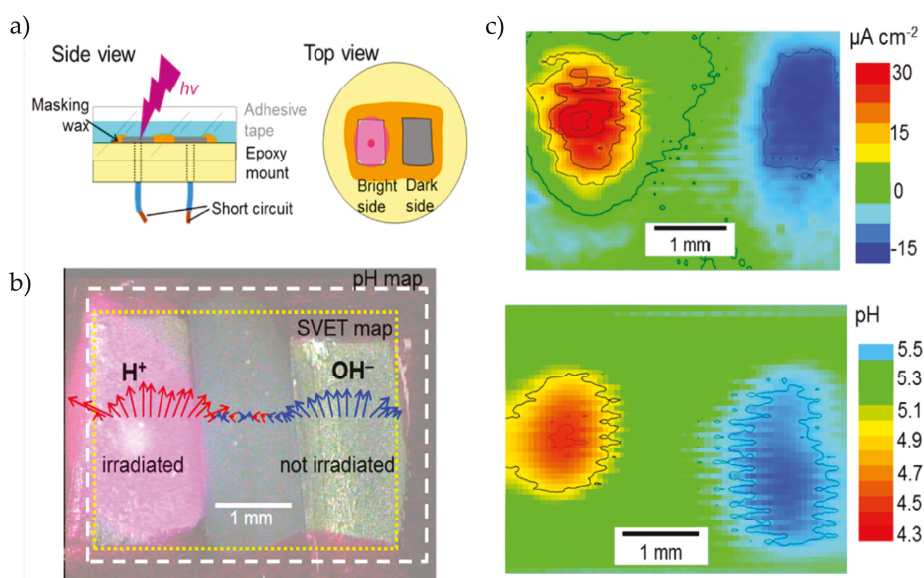 a)
Side view
Top view
hν
Masking
wax
Adhesive
tape
Epoxy
mount
Short circuit
Bright
side
Dark
side
b)
pH map
SVET map
H⁺
OH⁻
irradiated
not irradiated
1 mm
c)
µA cm⁻²
30
15
0
-15
1 mm
pH
5.5
5.3
5.1
4.9
4.7
4.5
4.3
1 mm